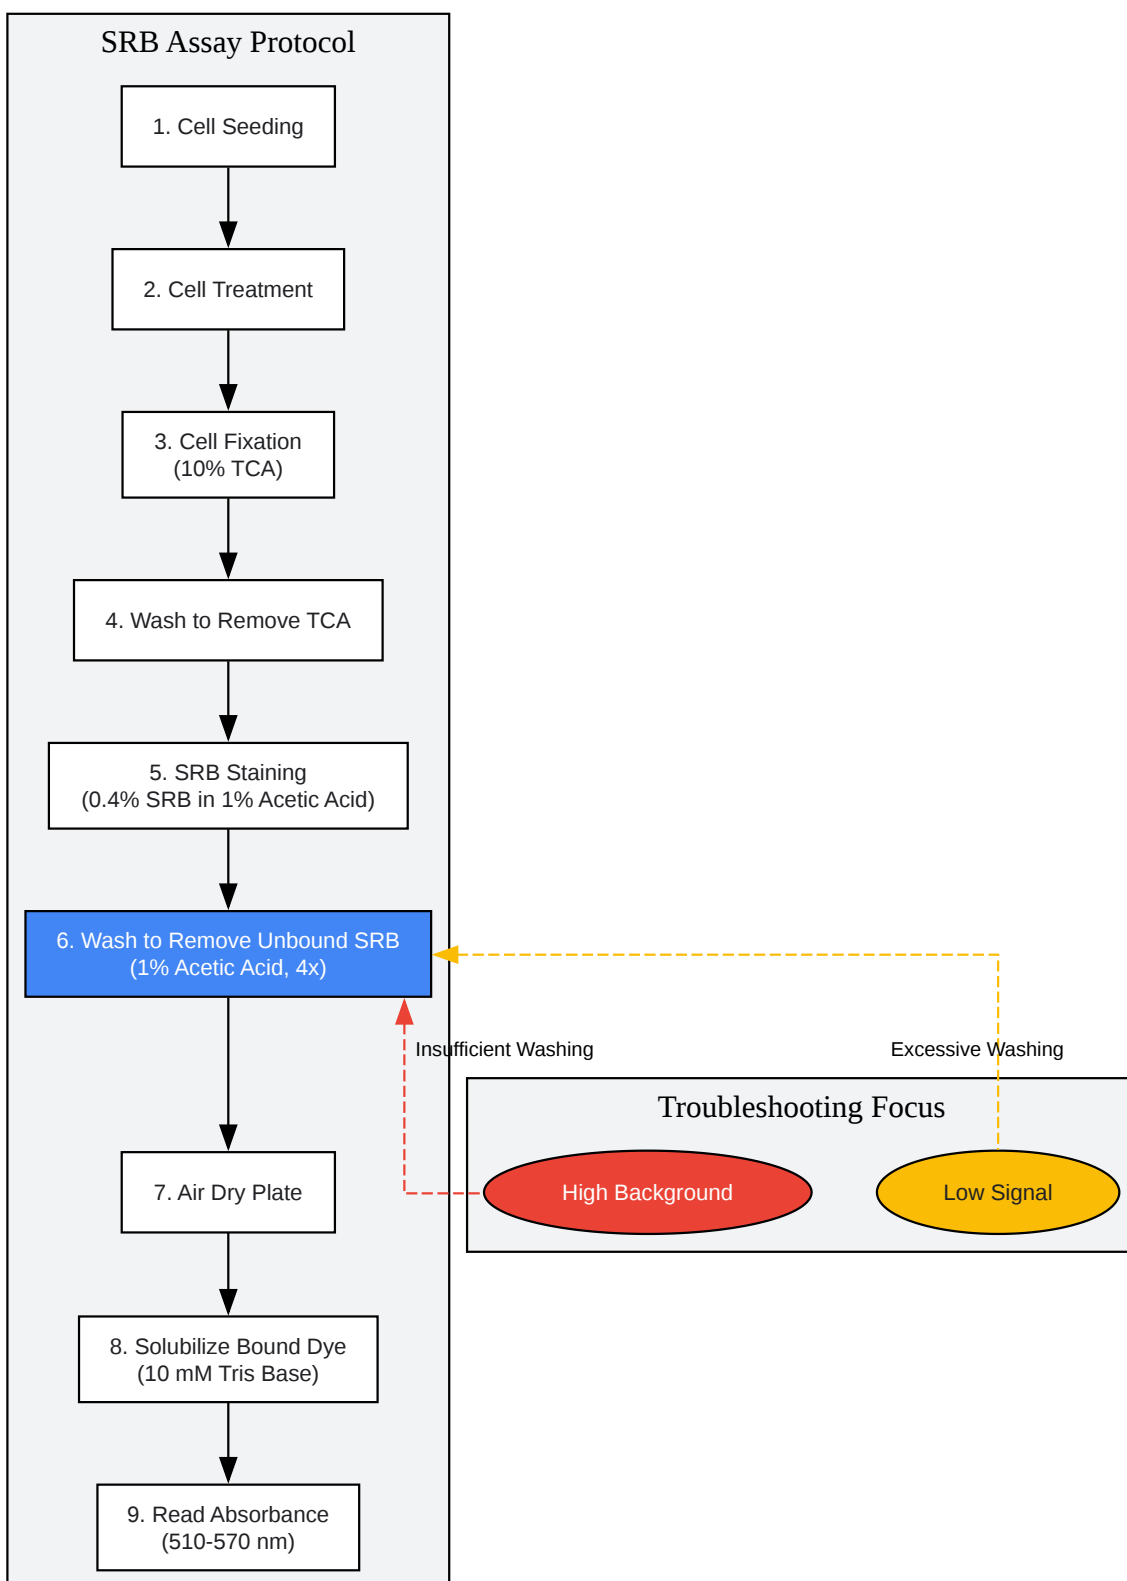 SRB Assay Protocol
1. Cell Seeding
2. Cell Treatment
3. Cell Fixation
(10% TCA)
4. Wash to Remove TCA
5. SRB Staining
(0.4% SRB in 1% Acetic Acid)
6. Wash to Remove Unbound SRB
(1% Acetic Acid, 4x)
Insufficient Washing
Excessive Washing
Troubleshooting Focus
High Background
Low Signal
7. Air Dry Plate
8. Solubilize Bound Dye
(10 mM Tris Base)
9. Read Absorbance
(510-570 nm)